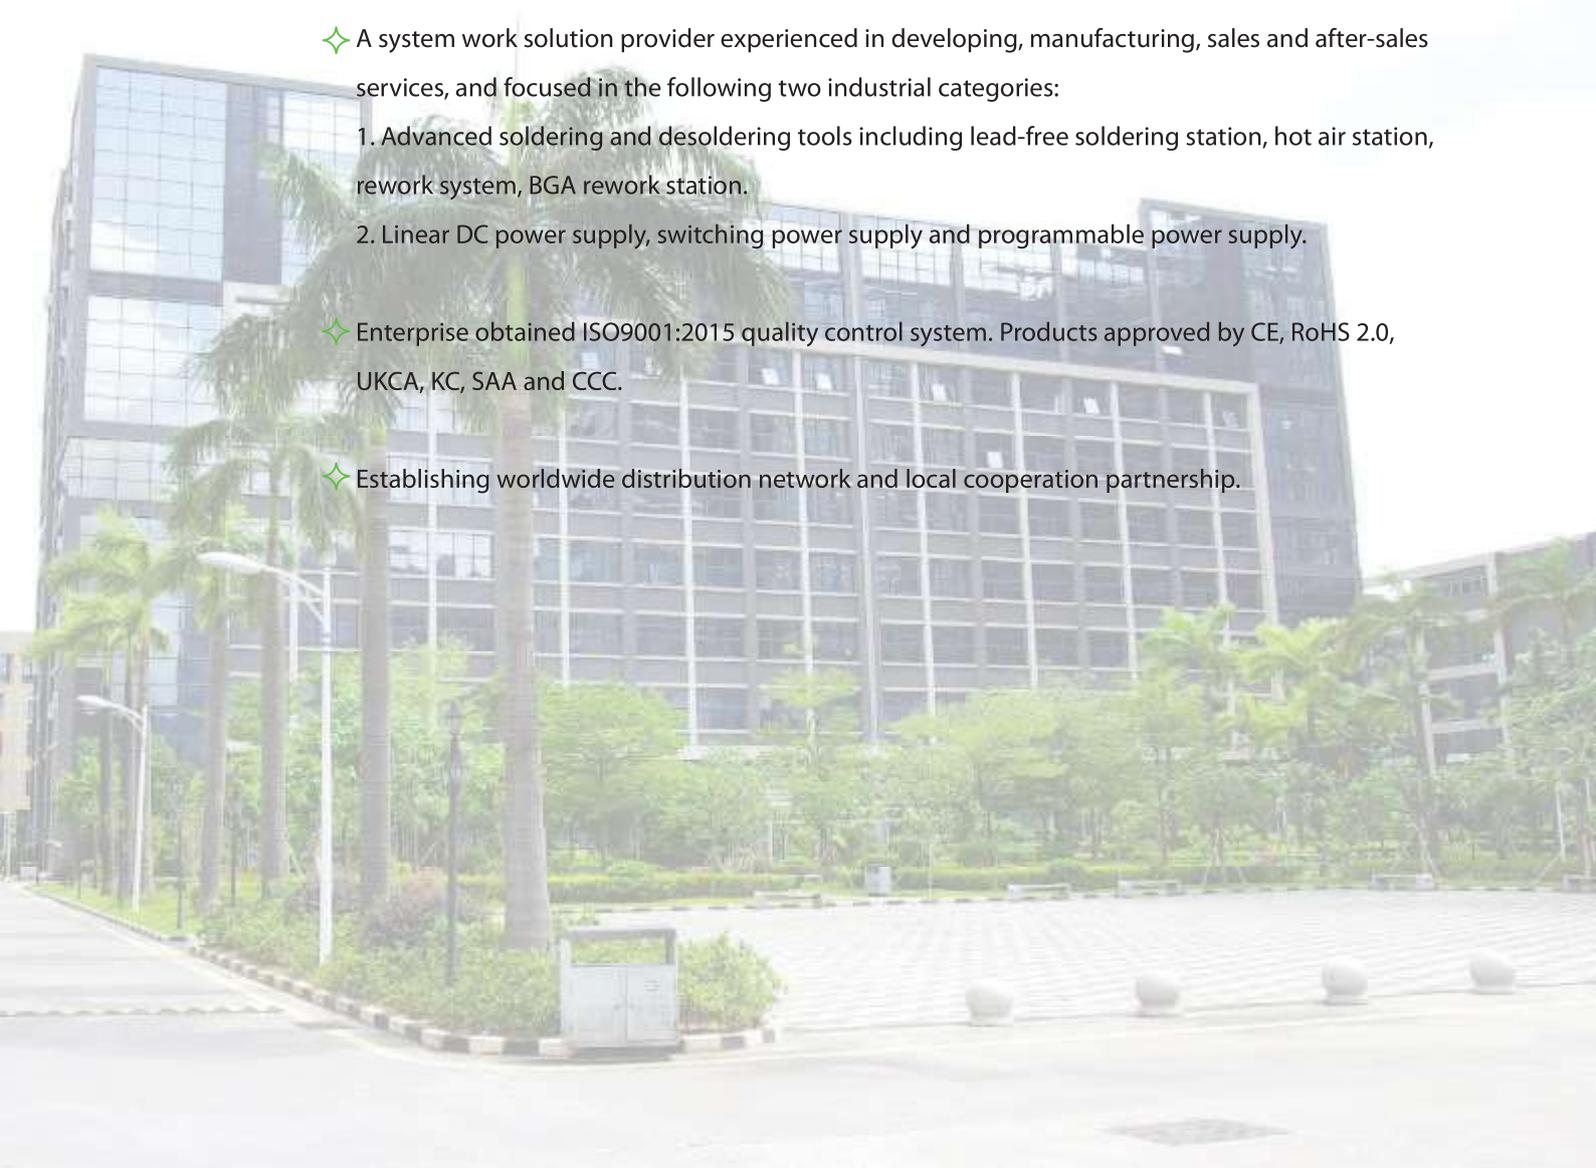 A system work solution provider experienced in developing, manufacturing, sales and after-sales
services, and focused in the following two industrial categories:
1. Advanced soldering and desoldering tools including lead-free soldering station, hot air station,
rework system, BGA rework station.
2. Linear DC power supply, switching power supply and programmable power supply.
Enterprise obtained ISO9001:2015 quality control system. Products approved by CE, RoHS 2.0,
UKCA, KC, SAA and CCC.
Establishing worldwide distribution network and local cooperation partnership.